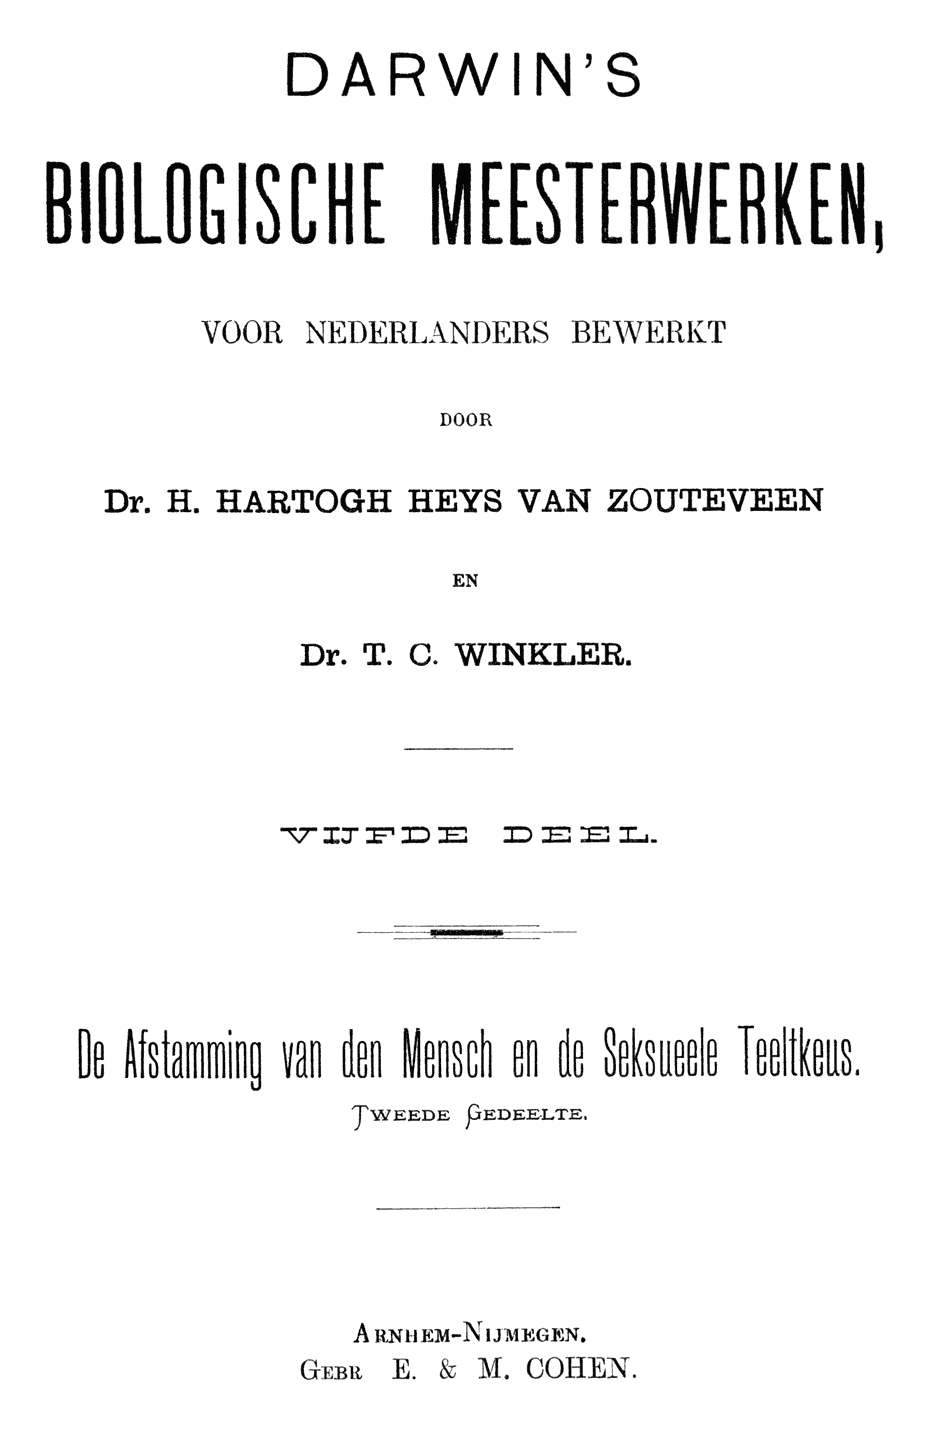 DARWIN'S
BIOLOGISCHE MEESTERWERKEN,
VOOR NEDERLANDERS BEWERKT
DOOR
Dr. H. HARTOGH HEYS VAN ZOUTEVEEN
EN
Dr. T. C. WINKLER.
VIJFDE DEEL.
De Afstamming van den Mensch en de Seksueele Teeltkeus.
TWEEDE GEDEELTE.
ARNHEM-NIJMEGEN.
GEBR E. & M. COHEN.